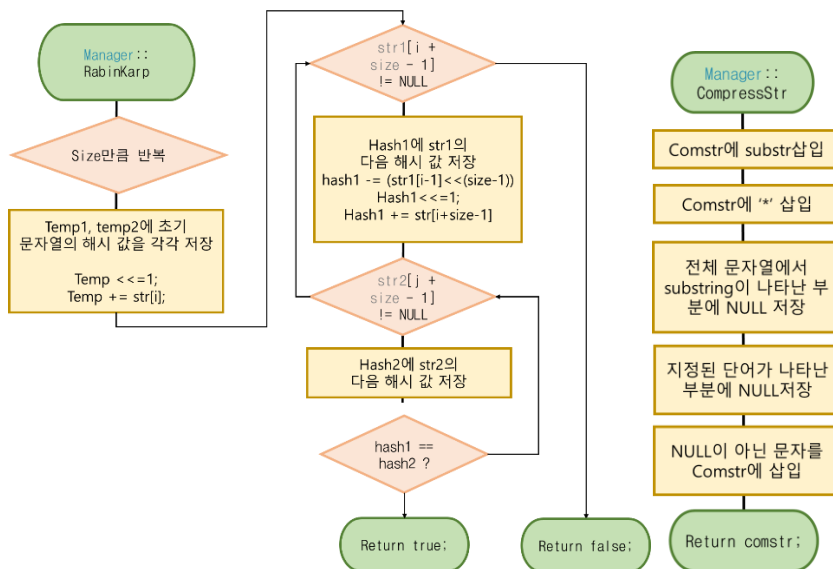 Manager::
RabinKarp
Size만큼 반복
Temp1, temp2에 초기
문자열의 해시 값을 각각 저장
Temp <<=1;
Temp += str[i];
str1[i +
size - 1]
!= NULL
Hash1에 str1의
다음 해시 값 저장
hash1 -= (str1[i-1]<<(size-1))
Hash1<<=1;
Hash1 += str[i+size-1]
str2[j +
size - 1]
!= NULL
Hash2에 str2의
다음 해시 값 저장
hash1 ==
hash2 ?
Return true;
Return false;
Manager::
CompressStr
Comstr에 substr삽입
Comstr에 ‘*’ 삽입
전체 문자열에서
substring이 나타난 부
분에 NULL 저장
지정된 단어가 나타난
부분에 NULL저장
NULL이 아닌 문자를
Comstr에 삽입
Return comstr;